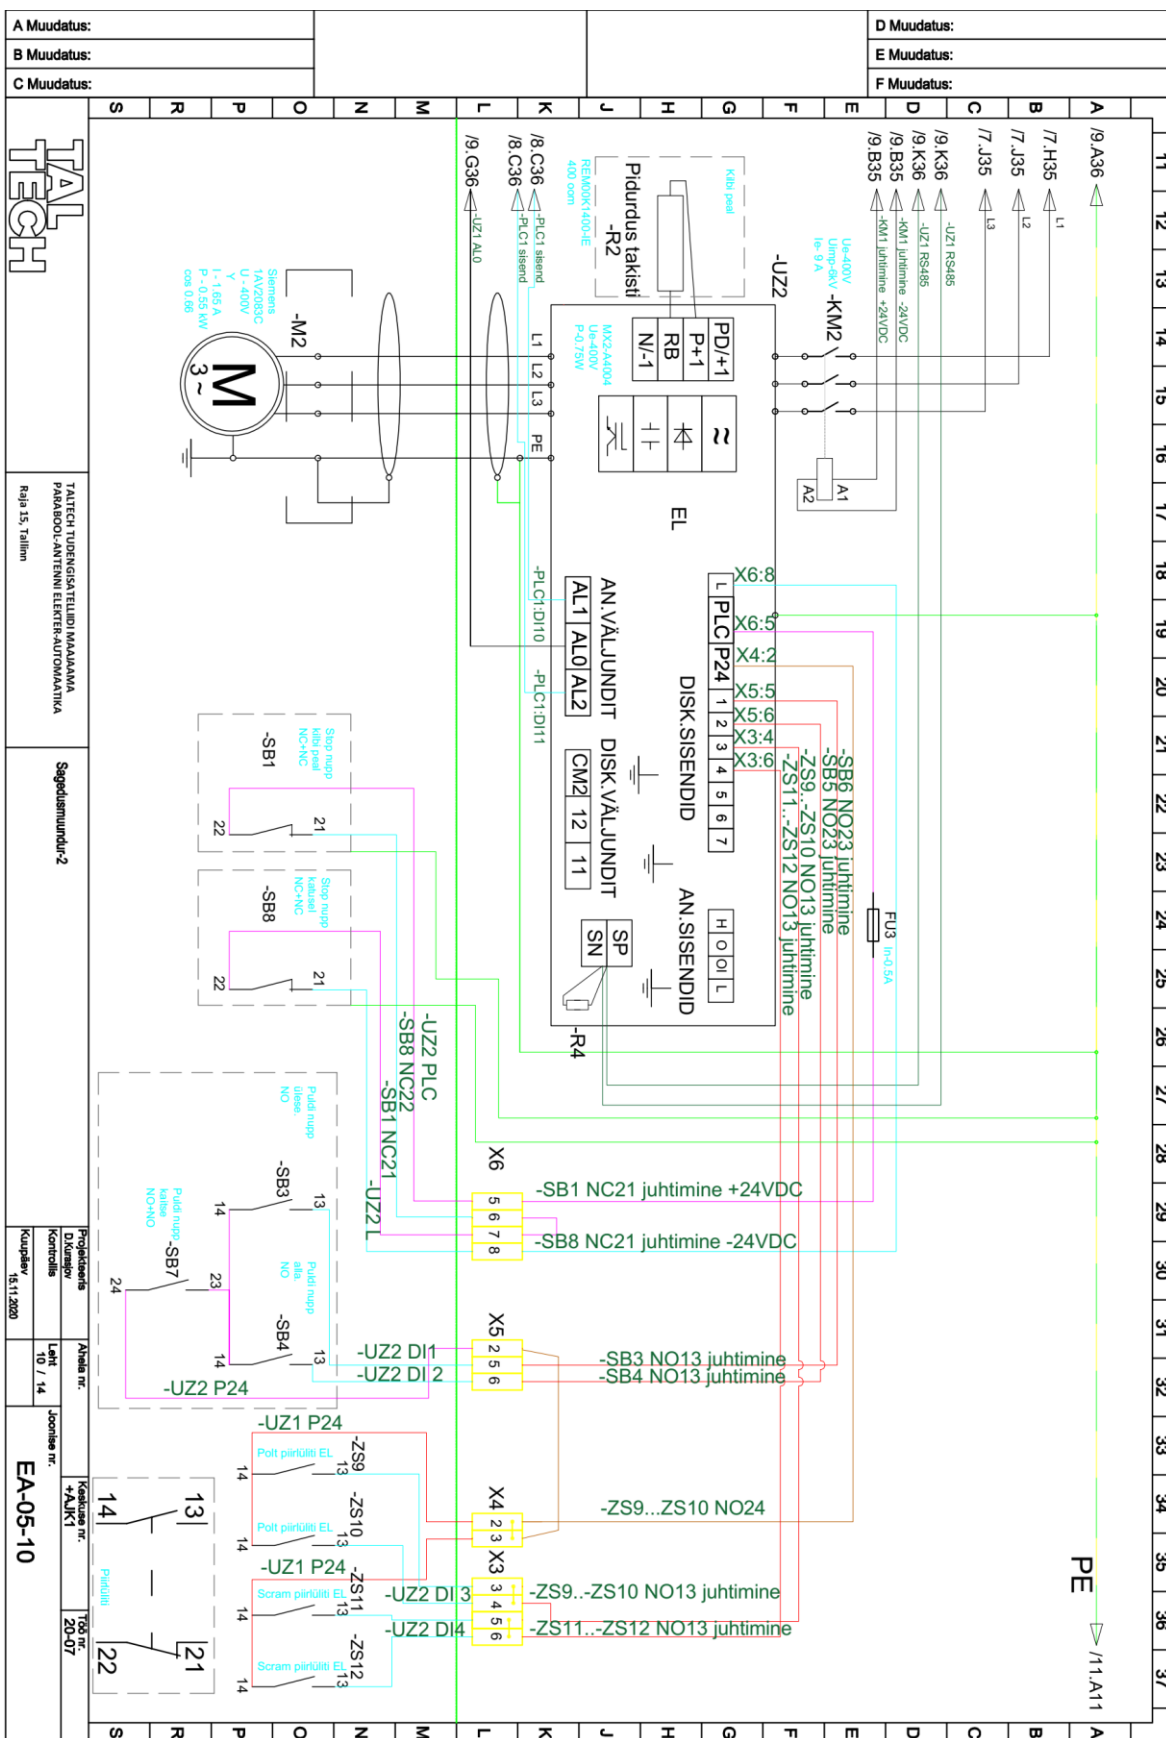 A Muudatus:
B Muudatus:
C Muudatus:
D Muudatus:
E Muudatus:
F Muudatus:
S R P O N M L K J H G F E D C B A
11 12 13 14 15 16 17 18 19 20 21 22 23 24 25 26 27 28 29 30 31 32 33 34 35 36 37
/9.A36
/7.H35
/7.J35
/7.J35
/9.K36
/9.K36
/9.B35
/9.B35
/8.C36
/8.C36
/9.G36
L1
L2
L3
-UZ1 RS485
-UZ1 RS485
-KM1 juhtimine -24VDC
-KM1 juhtimine +24VDC
-PLC1 sisend
-PLC1 sisend
-UZ1 AL0
Kilbi peal
Pidurdus takisti
-R2
REM00K1400-IE
400 oom
Ue-400V
Uimp-6kV
Ie- 9 A
-KM2
A1
A2
-UZ2
MX2-A4004
Ue-400V
P-0.75W
PD/+1
P+1
RB
N/-1
L1
L2
L3
PE
EL
Siemens
1AV2083C
U - 400V
Y
I - 1.65 A
P - 0.55 kW
cos 0.66
-M2
M
3 ~
X6:8
X6:5
X4:2
X5:5
X5:6
X3:4
X3:6
L PLC P24 1 2 3 4 5 6 7
DISK.SISENDID
AN.VÄLJUNDIT
AL1 AL0 AL2
DISK.VÄLJUNDIT
CM2 12 11
AN.SISENDID
H O OI L
SP
SN
-R4
-PLC1:DI10
-PLC1:DI11
-SB6 NO23 juhtimine
-SB5 NO23 juhtimine
-ZS9..-ZS10 NO13 juhtimine
-ZS11..-ZS12 NO13 juhtimine
FU3
In-0.5A
Stop nupp
kilbi peal
NC+NC
-SB1
21
22
Stop nupp
katusel
NC+NC
-SB8
21
22
-UZ2 PLC
-SB8 NC22
-SB1 NC21
-UZ2 L
Puldi nupp
ülese.
NO
-SB3
13
14
Puldi nupp
kaitse
NO+NO
-SB7
23
24
Puldi nupp
alla.
NO
-SB4
13
14
X6
5
6
7
8
-SB1 NC21 juhtimine +24VDC
-SB8 NC21 juhtimine -24VDC
X5
2
5
6
-UZ2 DI1
-UZ2 DI 2
-UZ2 P24
-SB3 NO13 juhtimine
-SB4 NO13 juhtimine
X4
2
3
-ZS9...ZS10 NO24
X3
3
4
5
6
-ZS9..-ZS10 NO13 juhtimine
-ZS11..-ZS12 NO13 juhtimine
-UZ1 P24
Polt piirlüliti EL
-ZS9
13
14
Polt piirlüliti EL
-ZS10
13
14
-UZ1 P24
-UZ2 DI 3
Scram piirlüliti EL
-ZS11
13
14
-UZ2 DI4
Scram piirlüliti EL
-ZS12
13
14
13
14
Piirlüliti
21
22
PE
/11.A11
TAL
TECH
TALTECH TUDENGISATELLIIDI MAAJAAMA
PARABOOL-ANTENNI ELEKTER-AUTOMAATIKA
Raja 15, Tallinn
Sagedusmuundur-2
Projekteeris
Kontrollis
Kuupäev
15.11.2020
Ahela nr.
Leht
10 / 14
Joonise nr.
EA-05-10
Keskuse nr.
+AJK1
Töö nr.
20-07
S R P O N M L K J H G F E D C B A